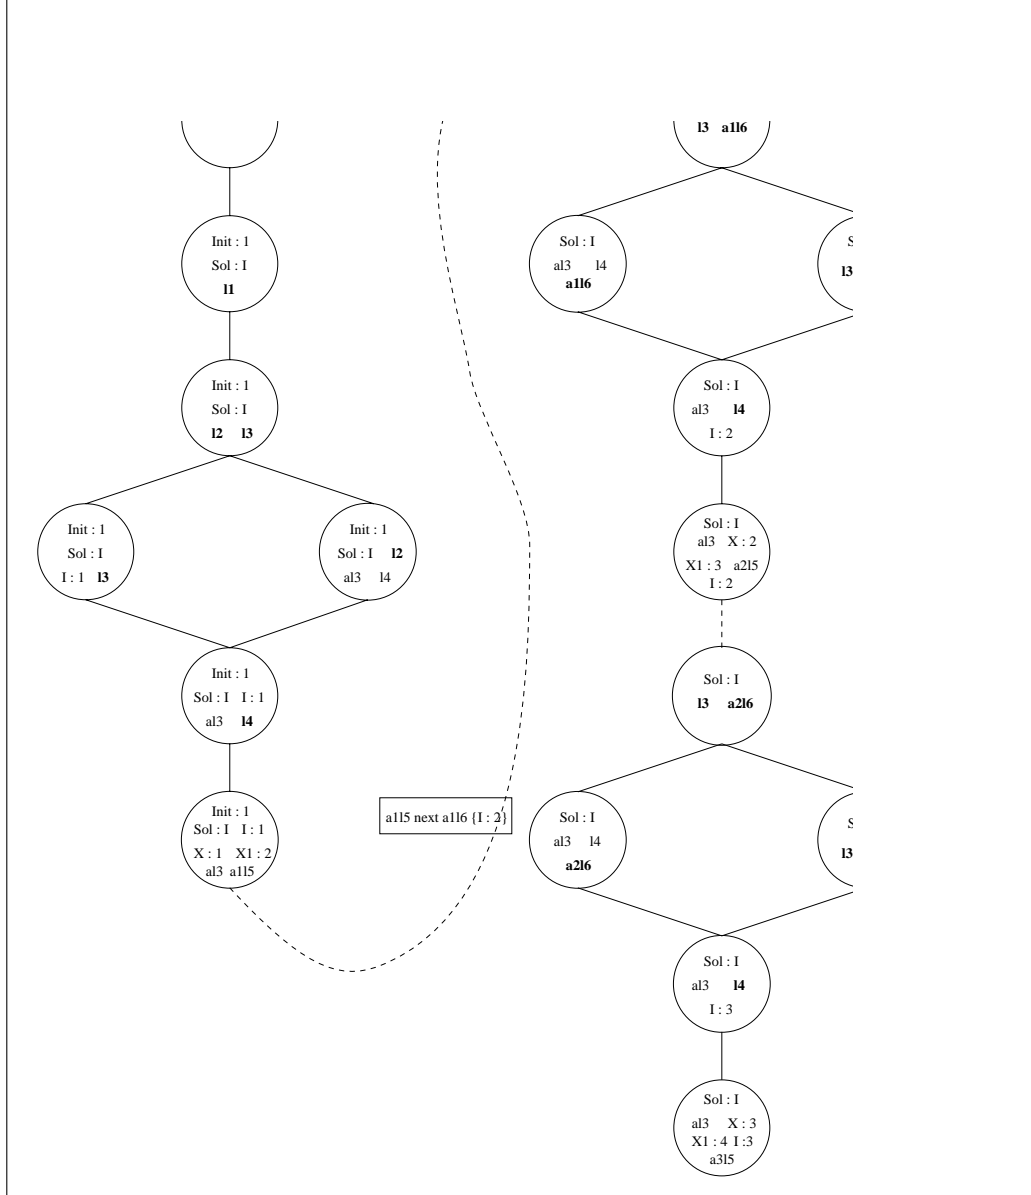 Init : 1
Sol : I
l1
Init : 1
Sol : I
l2 l3
Init : 1
Sol : I
I : 1 l3
Init : 1
Sol : I l2
al3 l4
Init : 1
Sol : I I : 1
al3 l4
Init : 1
Sol : I I : 1
X : 1 X1 : 2
al3 a1l5
a1l5 next a1l6 {I : 2}
l3 a1l6
Sol : I
al3 l4
a1l6
S
l3
Sol : I
al3 l4
I : 2
Sol : I
al3 X : 2
X1 : 3 a2l5
I : 2
Sol : I
l3 a2l6
Sol : I
al3 l4
a2l6
S
l3
Sol : I
al3 l4
I : 3
Sol : I
al3 X : 3
X1 : 4 I :3
a3l5